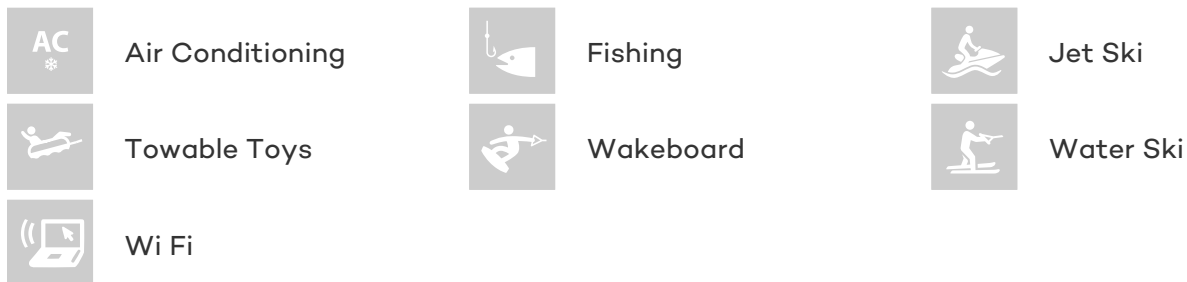 AC
Air Conditioning
Fishing
Jet Ski
Towable Toys
Wakeboard
Water Ski
Wi Fi